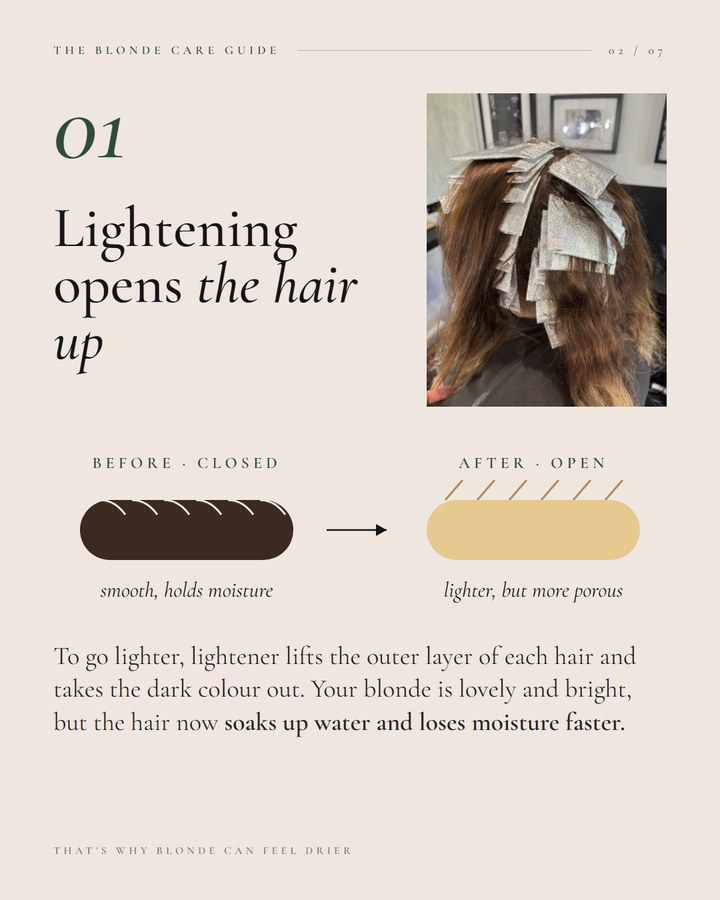 THE BLONDE CARE GUIDE
02 / 07
01
Lightening
opens the hair
up
BEFORE · CLOSED
AFTER · OPEN
smooth, holds moisture
lighter, but more porous
To go lighter, lightener lifts the outer layer of each hair and
takes the dark colour out. Your blonde is lovely and bright,
but the hair now soaks up water and loses moisture faster.
THAT'S WHY BLONDE CAN FEEL DRIER